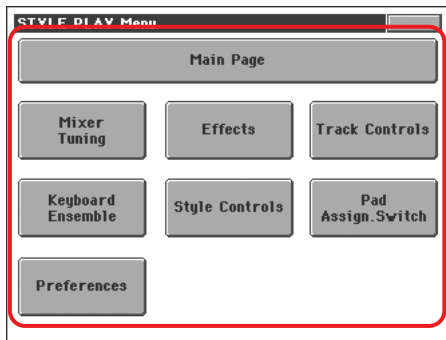 STYLE PLAY Menu
Main Page
Mixer
Tuning
Effects
Track Controls
Keyboard
Ensemble
Style Controls
Pad
Assign.Switch
Preferences